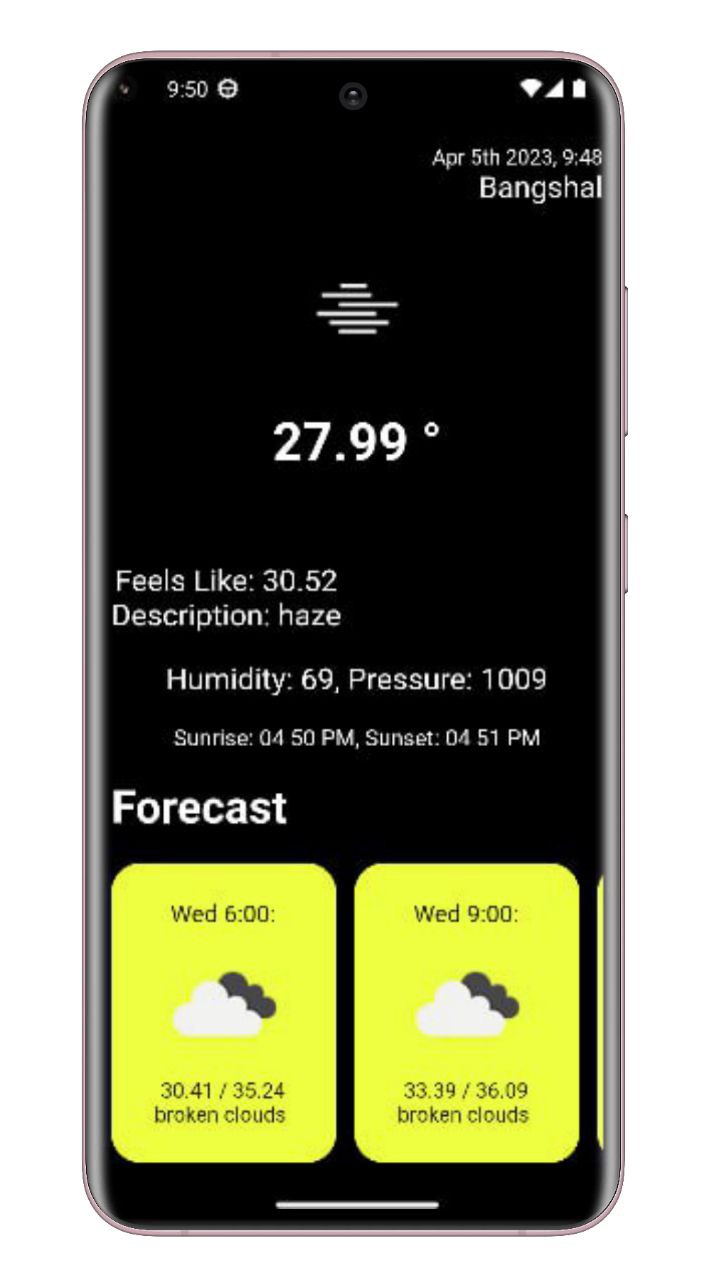 9:50
Apr 5th 2023, 9:48
Bangshal
27.99 °
Feels Like: 30.52
Description: haze
Humidity: 69, Pressure: 1009
Sunrise: 04 50 PM, Sunset: 04 51 PM
Forecast
Wed 6:00:
30.41 / 35.24
broken clouds
Wed 9:00:
33.39 / 36.09
broken clouds